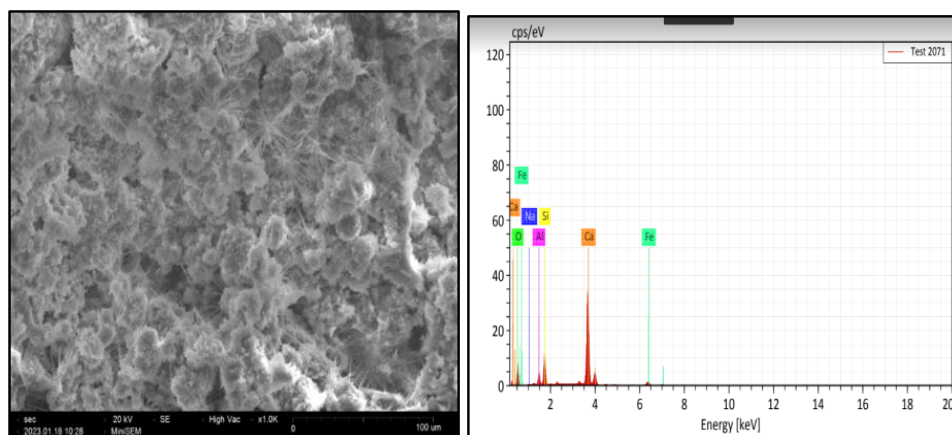 sec 20 kV SE High Vac x1.0K 0 100 um
2023.01.18 10:28 MiniSEM
cps/eV
Test 2071
120
100
80
Fe
Ca
60
Na Si
O Al Ca Fe
40
20
0
2 4 6 8 10 12 14 16 18 20
Energy [keV]